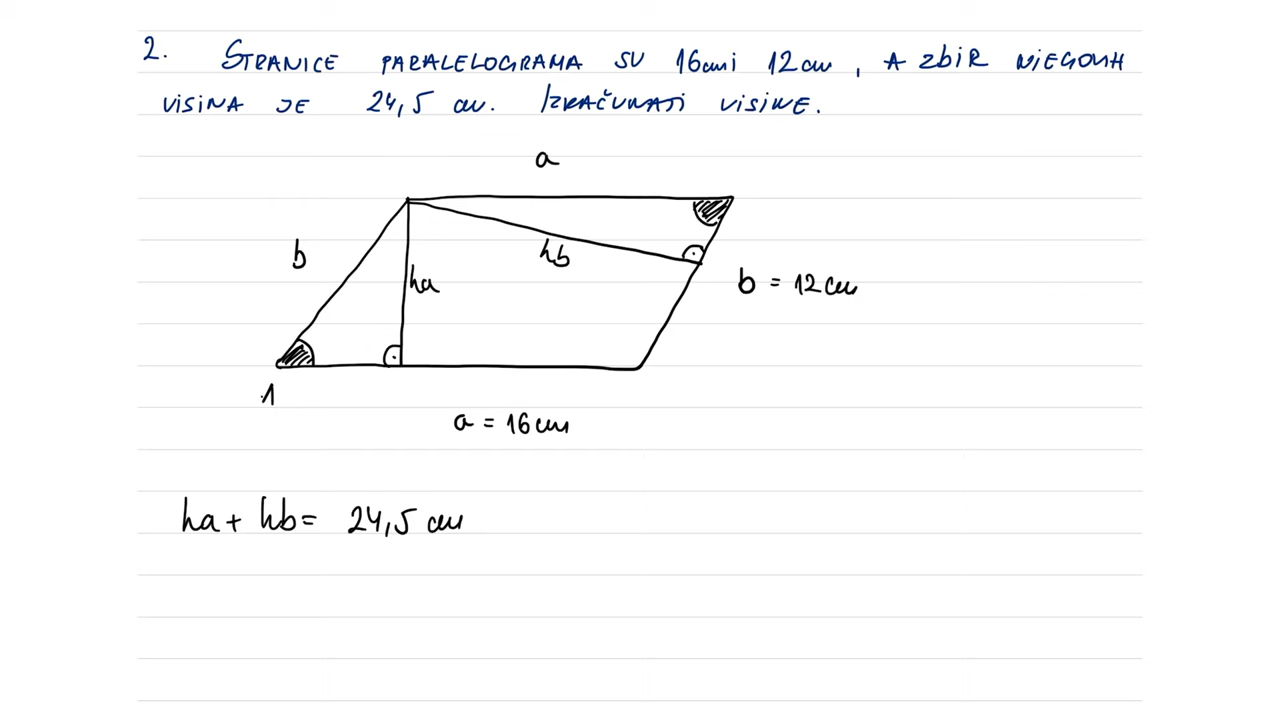 2. STRANICE PARALELOGRAMA SU 16cm i 12cm, A ZBIR NJEGOVIH
VISINA JE 24,5 cm. IZRAČUNATI VISINE.
a
b
hb
ha
b = 12cm
1
a = 16cm
ha + hb = 24,5 cm